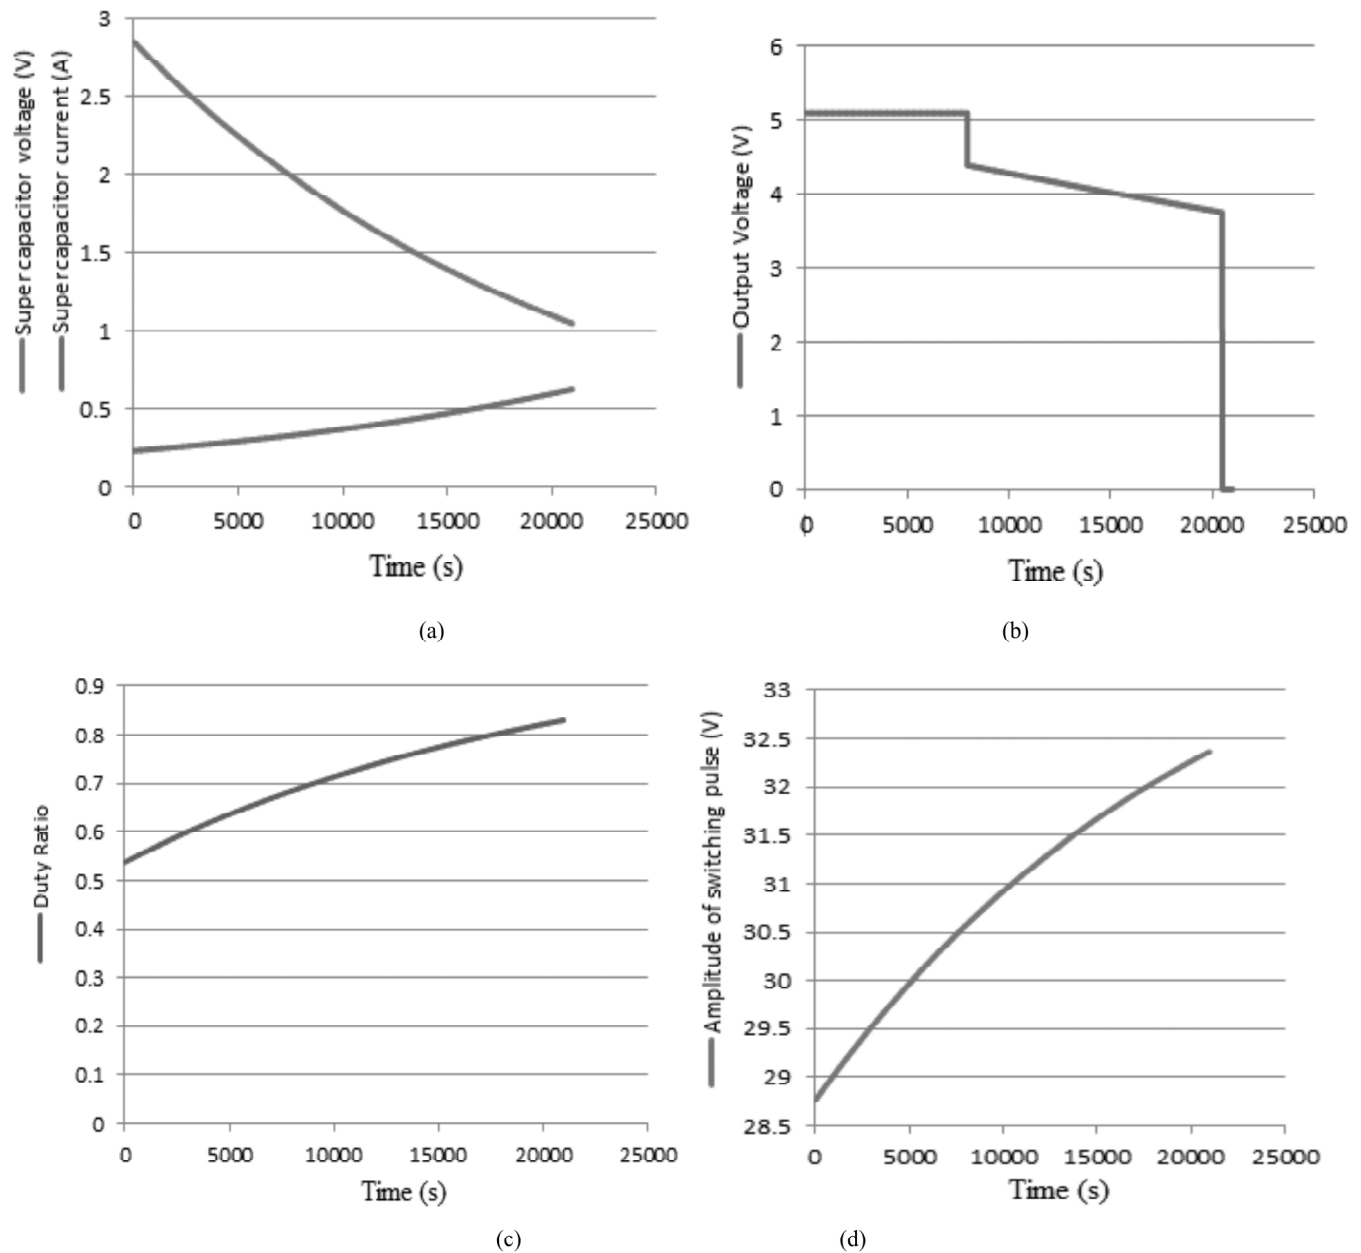 Supercapacitor voltage (V)
Supercapacitor current (A)
3
2.5
2
1.5
1
0.5
0
0 5000 10000 15000 20000 25000
Time (s)
(a)
Output Voltage (V)
6
5
4
3
2
1
0
0 5000 10000 15000 20000 25000
Time (s)
(b)
Duty Ratio
0.9
0.8
0.7
0.6
0.5
0.4
0.3
0.2
0.1
0
0 5000 10000 15000 20000 25000
Time (s)
(c)
Amplitude of switching pulse (V)
33
32.5
32
31.5
31
30.5
30
29.5
29
28.5
0 5000 10000 15000 20000 25000
Time (s)
(d)